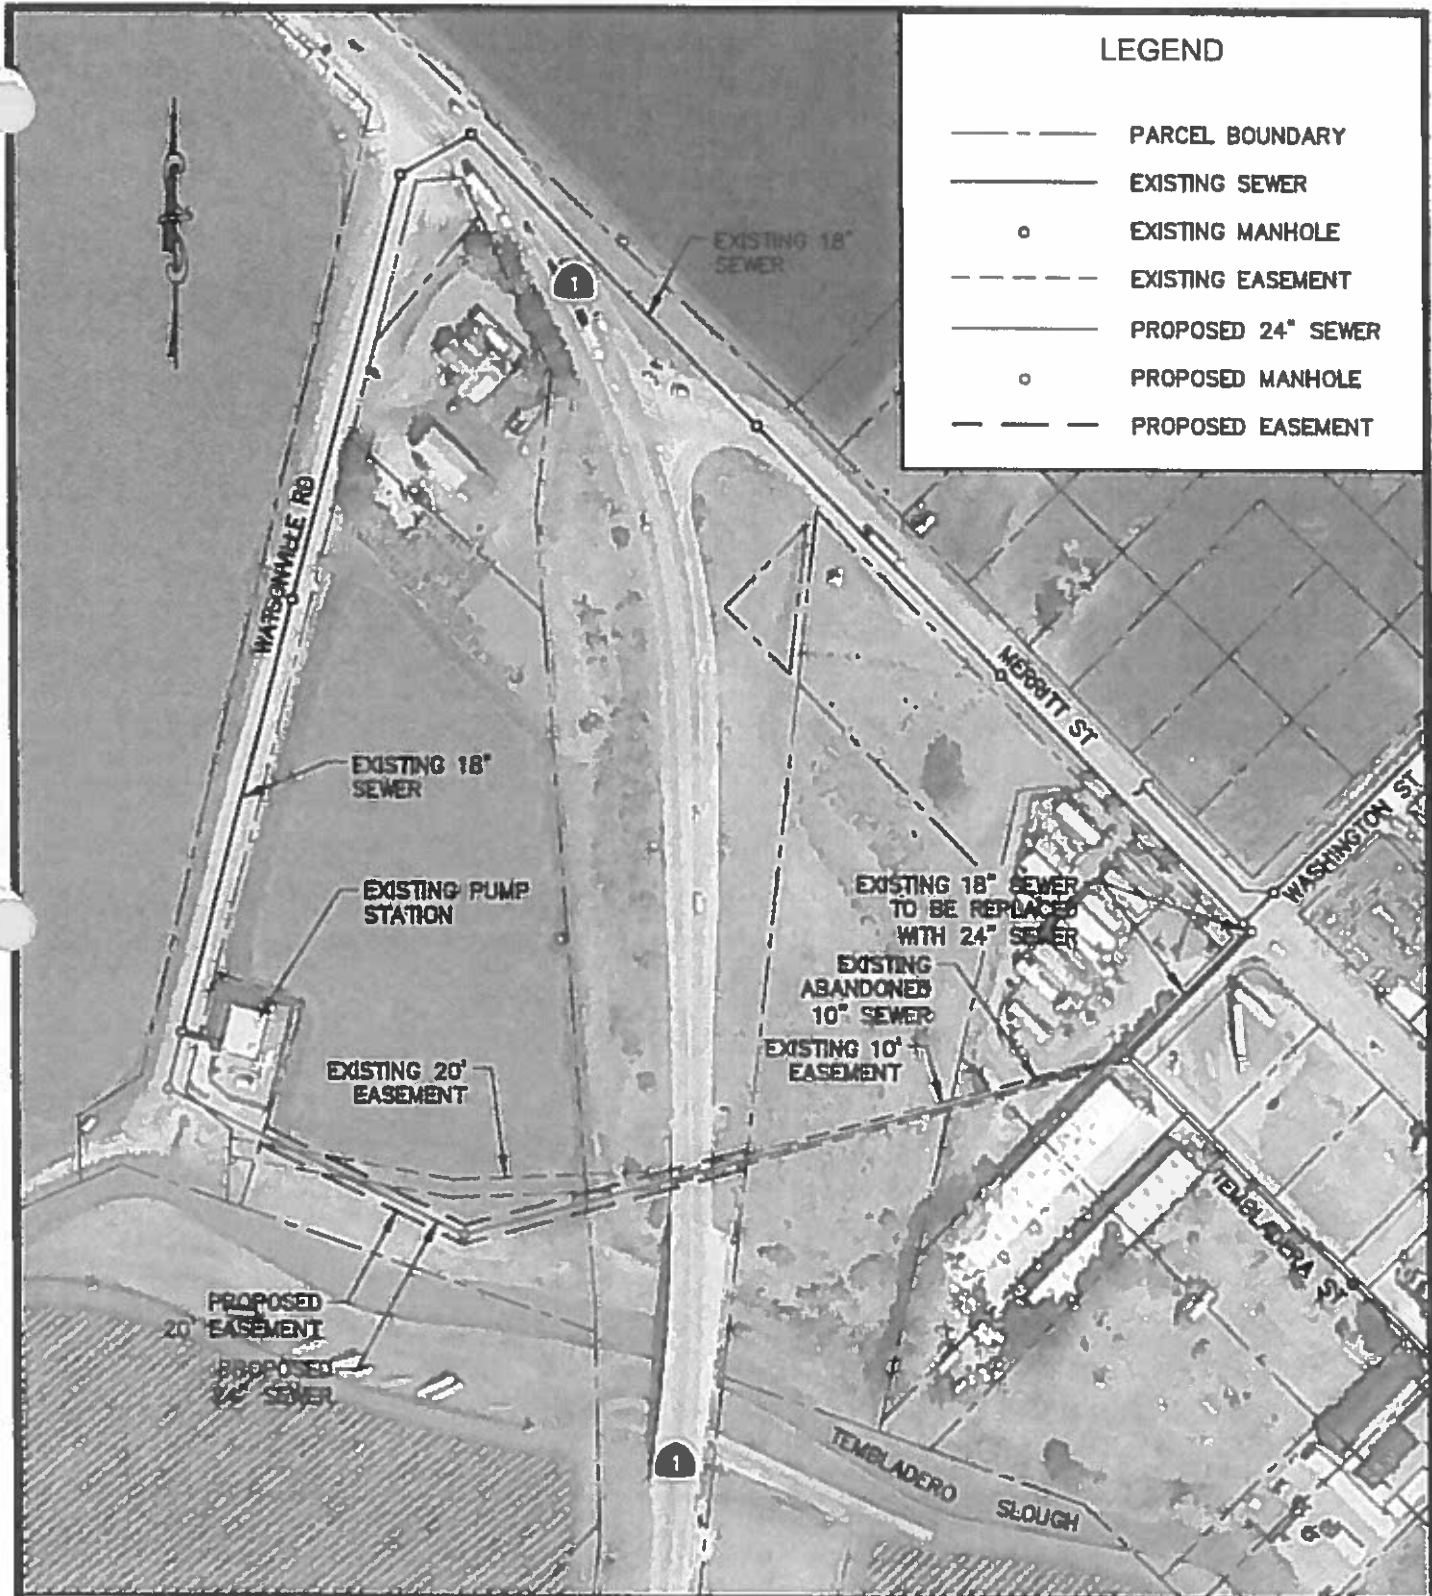 LEGEND
PARCEL BOUNDARY
EXISTING SEWER
EXISTING MANHOLE
EXISTING EASEMENT
PROPOSED 24" SEWER
PROPOSED MANHOLE
PROPOSED EASEMENT
EXISTING 18"
SEWER
1
WATSONVILLE RD
MERRITT ST
EXISTING 18"
SEWER
WASHINGTON ST
EXISTING PUMP
STATION
EXISTING 18" SEWER
TO BE REPLACED
WITH 24" SEWER
EXISTING
ABANDONED
10" SEWER
EXISTING 10'
EASEMENT
EXISTING 20'
EASEMENT
TEMBLADERA ST
PROPOSED
20' EASEMENT
PROPOSED
24" SEWER
TEMBLADERO SLOUGH
1